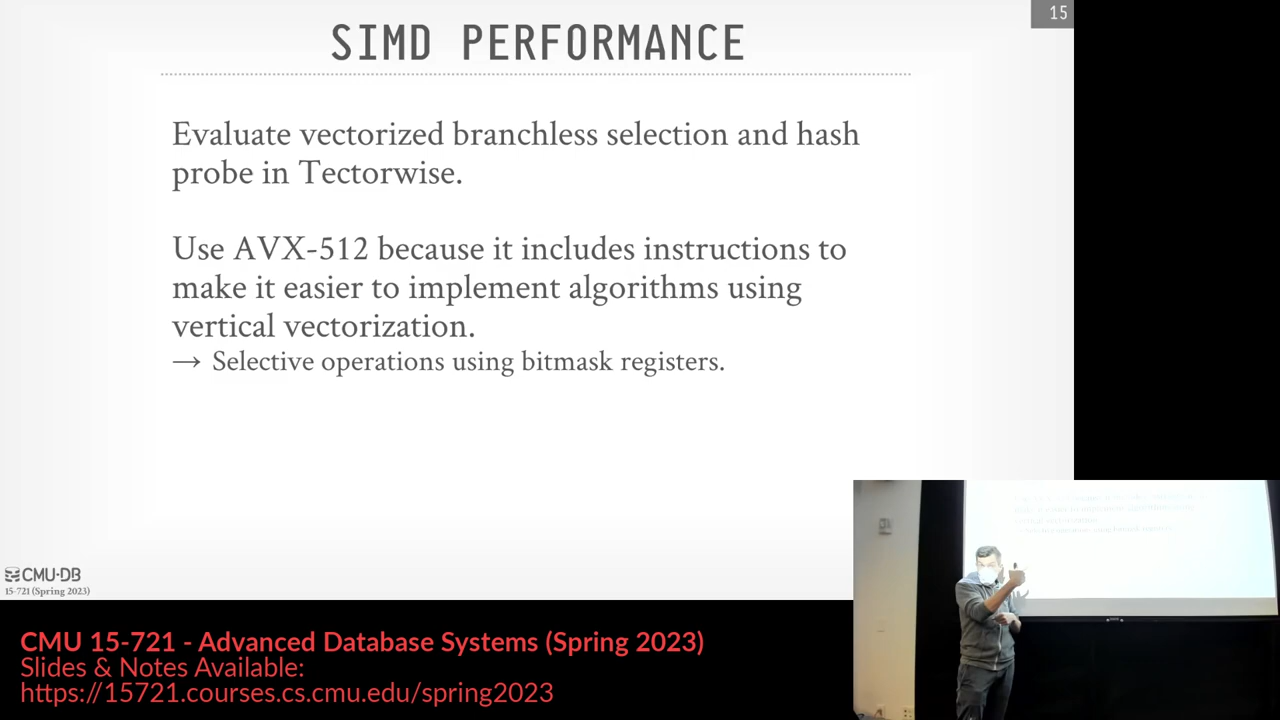 15
SIMD PERFORMANCE
Evaluate vectorized branchless selection and hash
probe in Tectorwise.
Use AVX-512 because it includes instructions to
make it easier to implement algorithms using
vertical vectorization.
→ Selective operations using bitmask registers.
CMU·DB
15-721 (Spring 2023)
CMU 15-721 - Advanced Database Systems (Spring 2023)
Slides & Notes Available:
https://15721.courses.cs.cmu.edu/spring2023